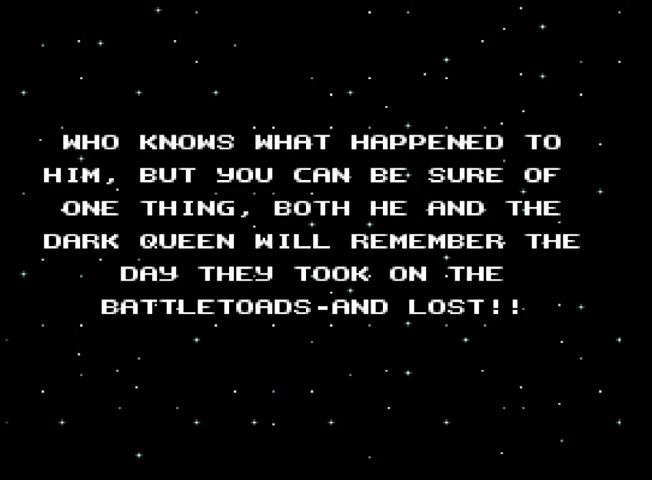 WHO KNOWS WHAT HAPPENED TO
HIM, BUT YOU CAN BE SURE OF
ONE THING, BOTH HE AND THE
DARK QUEEN WILL REMEMBER THE
DAY THEY TOOK ON THE
BATTLETOADS-AND LOST!!